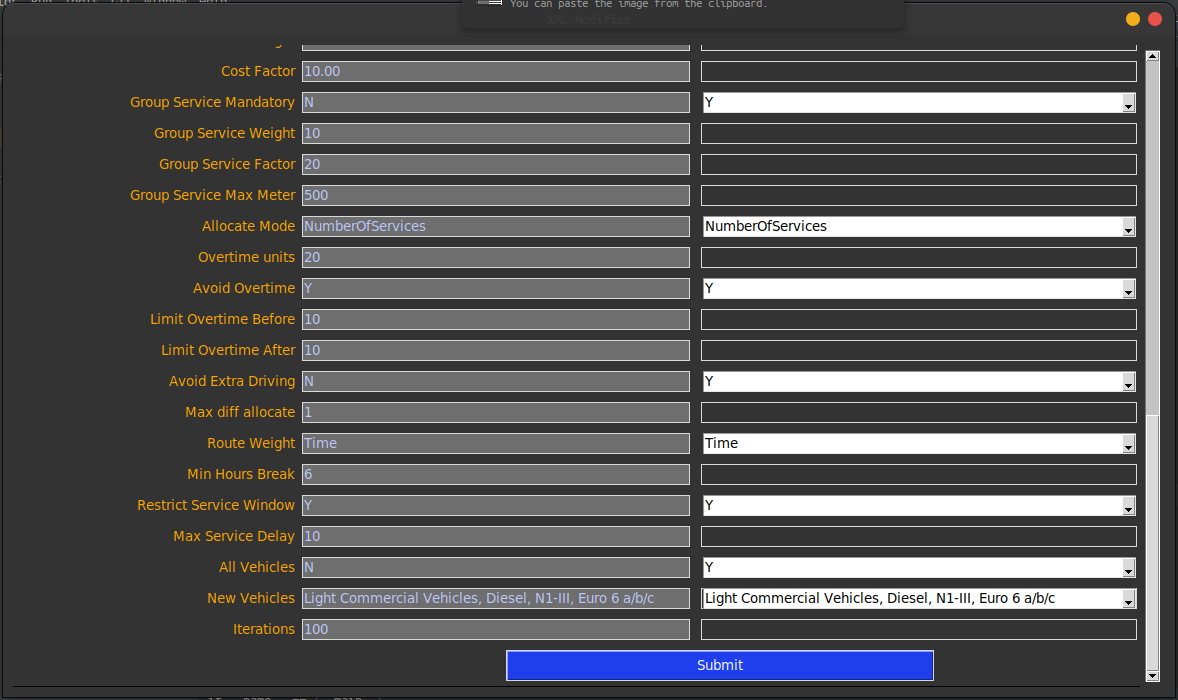 You can paste the image from the clipboard.
XML Modifier
Cost Factor 10.00
Group Service Mandatory N Y
Group Service Weight 10
Group Service Factor 20
Group Service Max Meter 500
Allocate Mode NumberOfServices NumberOfServices
Overtime units 20
Avoid Overtime Y Y
Limit Overtime Before 10
Limit Overtime After 10
Avoid Extra Driving N Y
Max diff allocate 1
Route Weight Time Time
Min Hours Break 6
Restrict Service Window Y Y
Max Service Delay 10
All Vehicles N Y
New Vehicles Light Commercial Vehicles, Diesel, N1-III, Euro 6 a/b/c Light Commercial Vehicles, Diesel, N1-III, Euro 6 a/b/c
Iterations 100
Submit